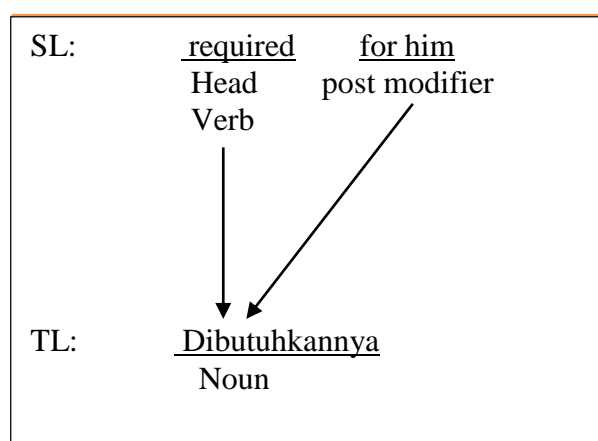 SL: required for him
Head post modifier
Verb
TL: Dibutuhkannya
Noun